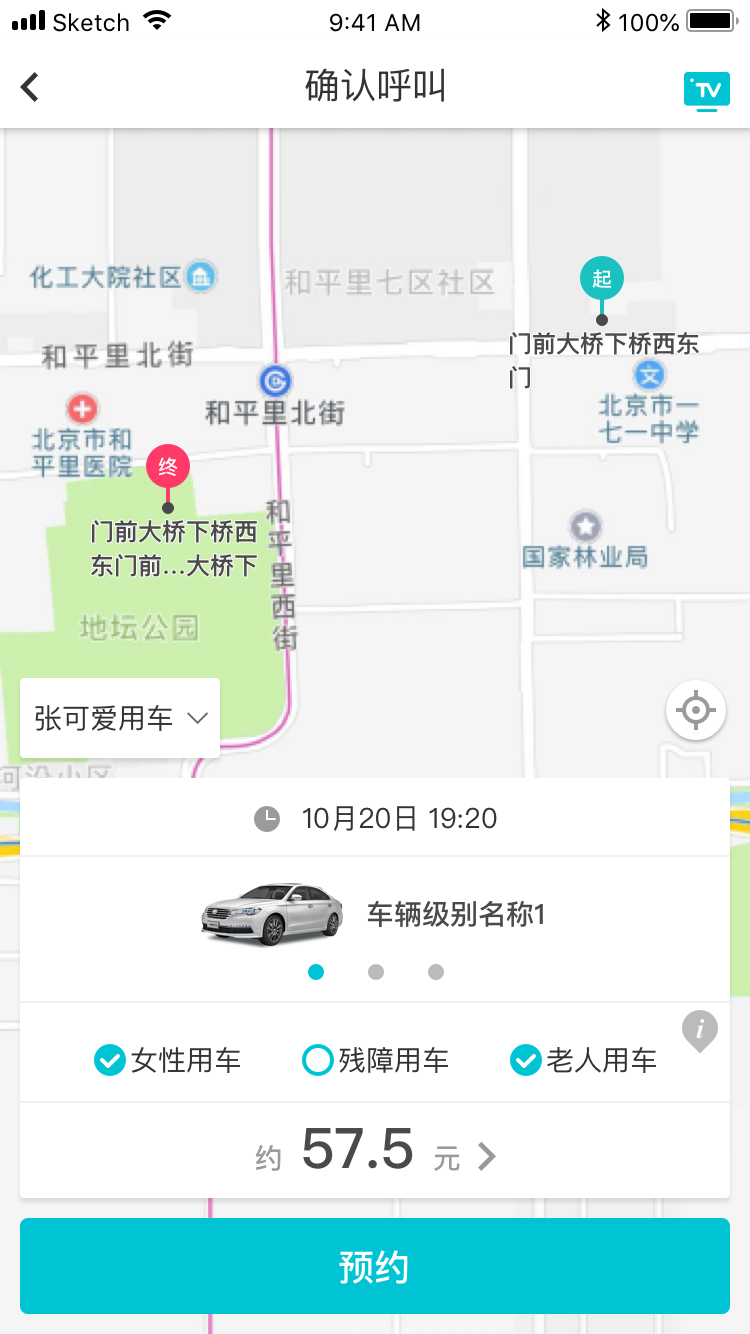 Sketch
9:41 AM
100%
确认呼叫
TV
化工大院社区
和平里七区社区
起
门前大桥下桥西东
门
和平里北街
和平里北街
北京市一
七一中学
北京市和
平里医院
终
门前大桥下桥西
东门前...大桥下
和平里西街
国家林业局
地坛公园
张可爱用车
河沿小区
10月20日 19:20
车辆级别名称1
i
女性用车
残障用车
老人用车
约 57.5 元
预约